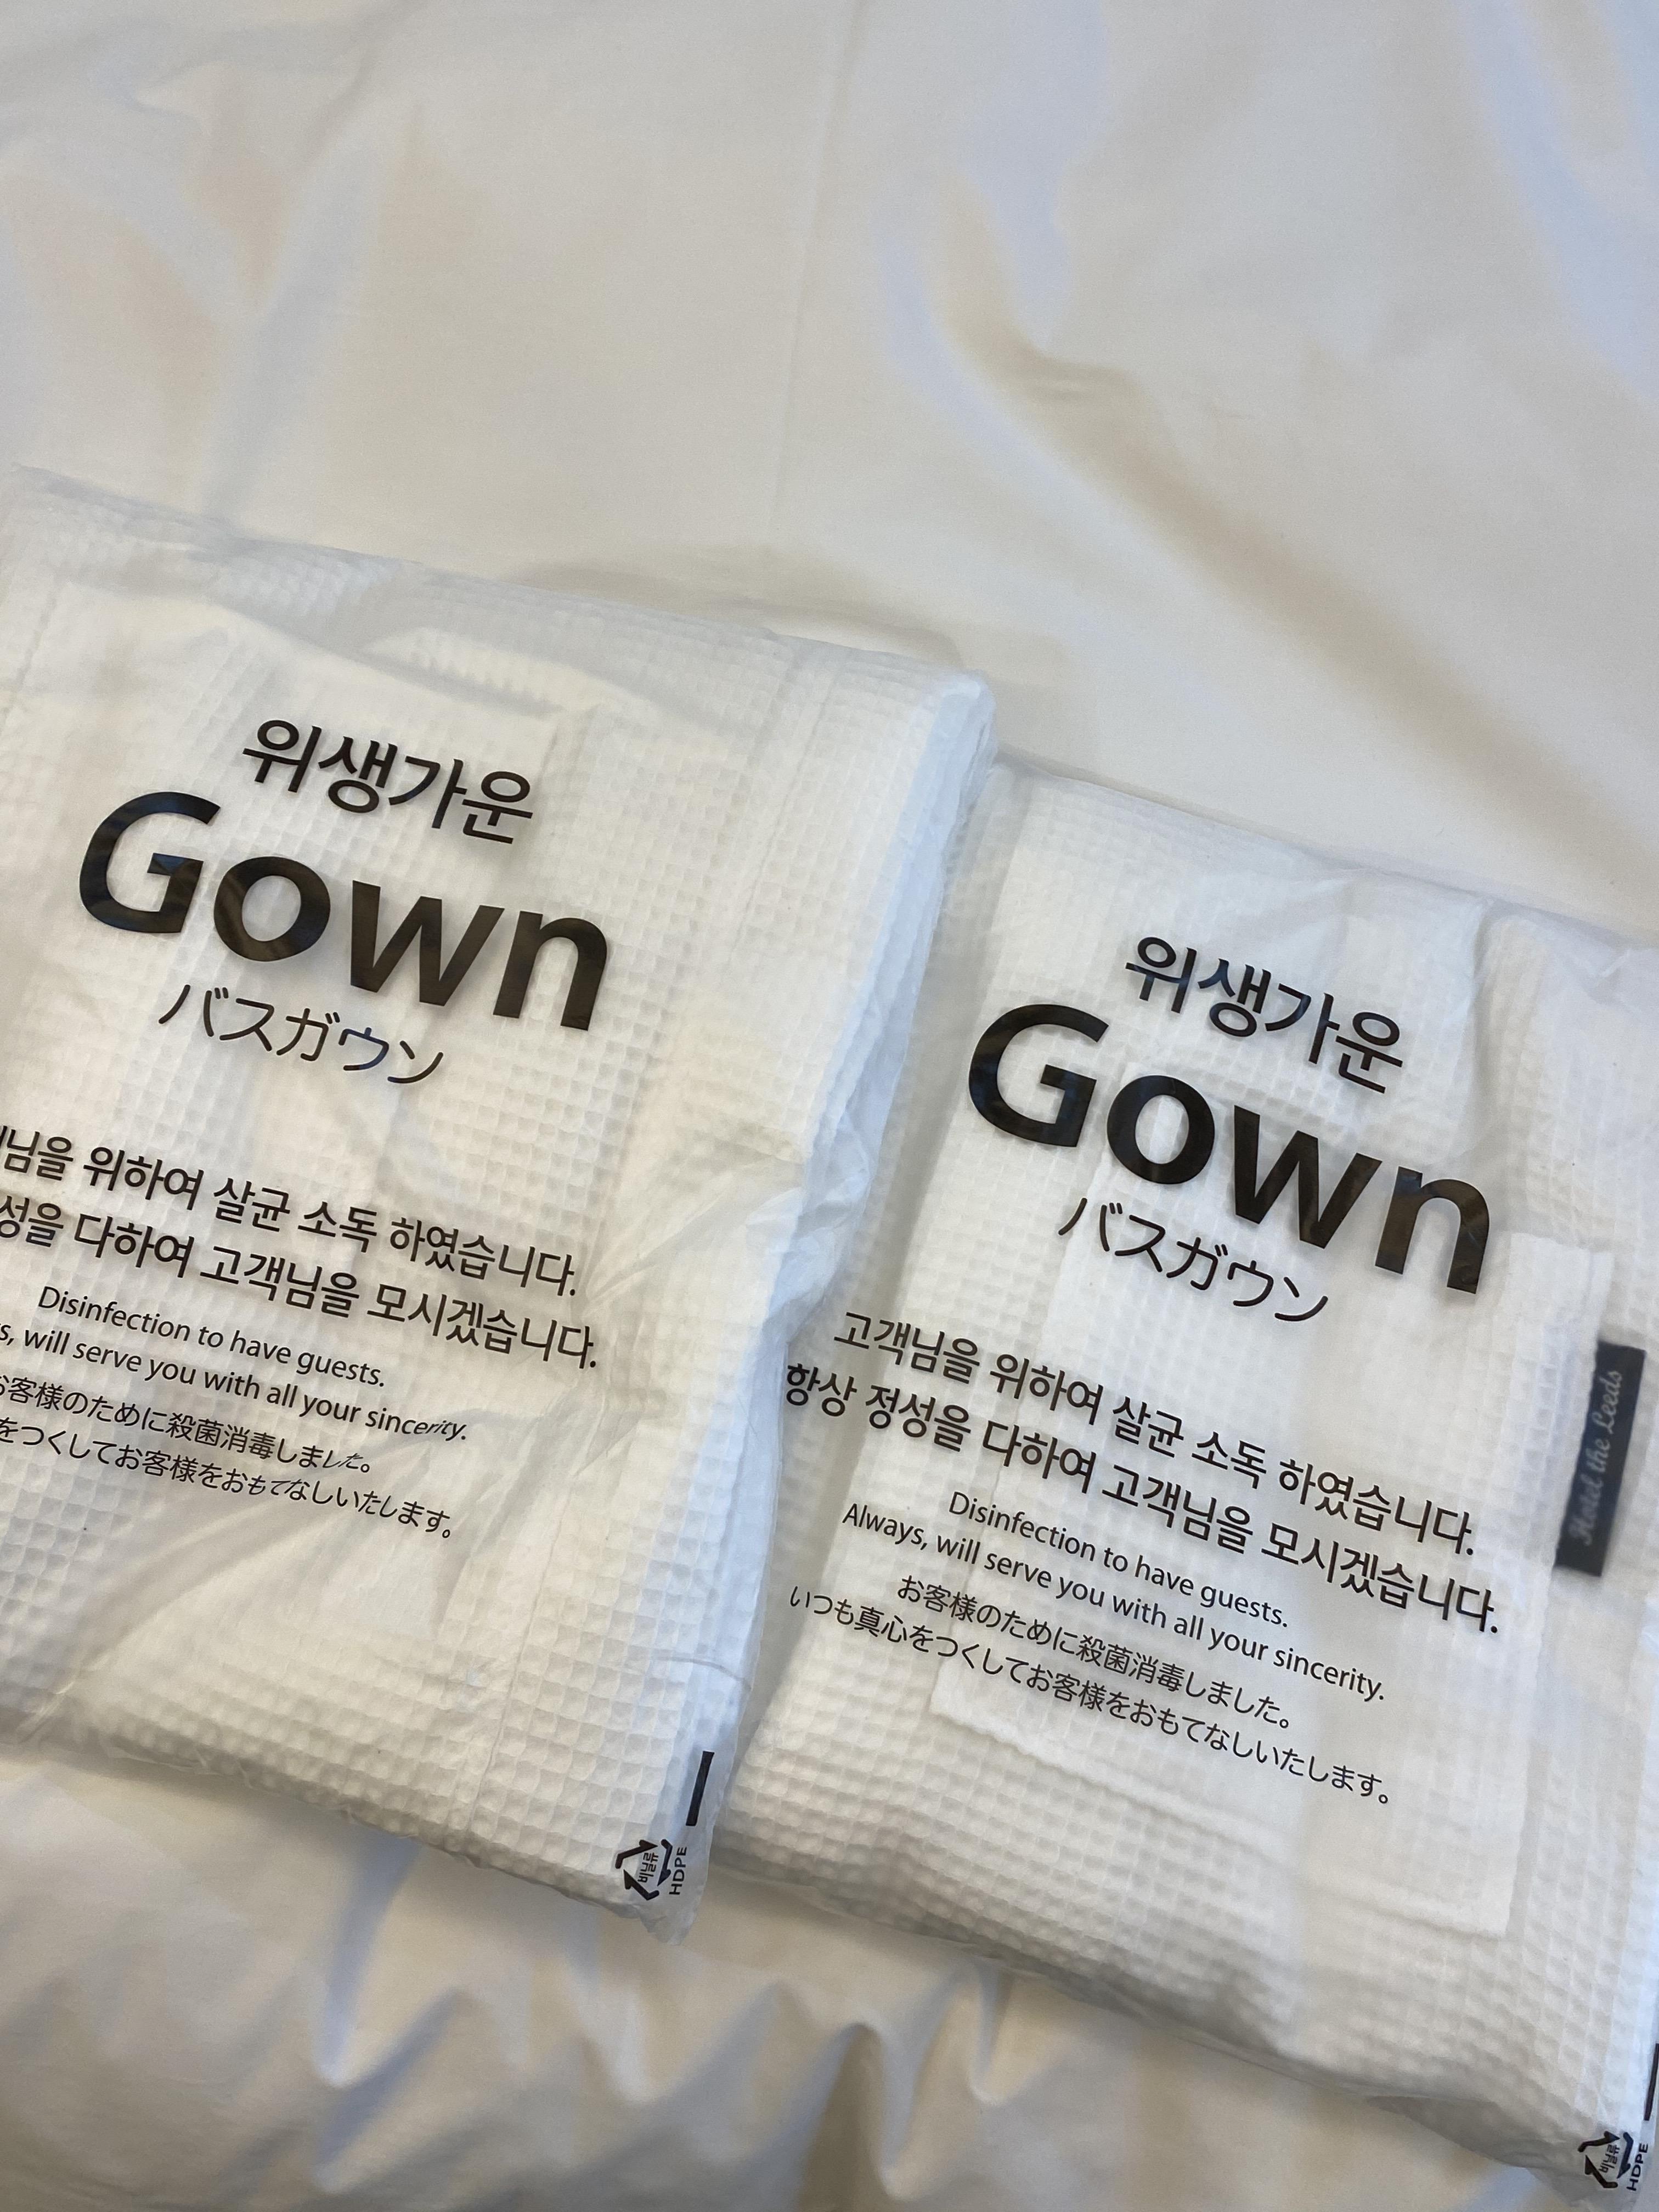 위생가운
Gown
バスガウン
님을 위하여 살균 소독 하였습니다.
성을 다하여 고객님을 모시겠습니다.
Disinfection to have guests.
s, will serve you with all your sincerity.
お客様のために殺菌消毒しました。
をつくしてお客様をおもてなしいたします。
비닐류
HDPE
위생가운
Gown
バスガウン
고객님을 위하여 살균 소독 하였습니다.
항상 정성을 다하여 고객님을 모시겠습니다.
Disinfection to have guests.
Always, will serve you with all your sincerity.
お客様のために殺菌消毒しました。
いつも真心をつくしてお客様をおもてなしいたします。
Hotel the Leeds
비닐류
HDPE